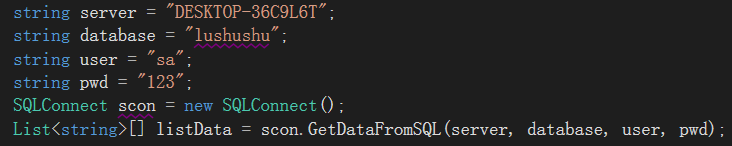 string server = "DESKTOP-36C9L6T";
string database = "lushushu";
string user = "sa";
string pwd = "123";
SQLConnect scon = new SQLConnect();
List<string>[] listData = scon.GetDataFromSQL(server, database, user, pwd);